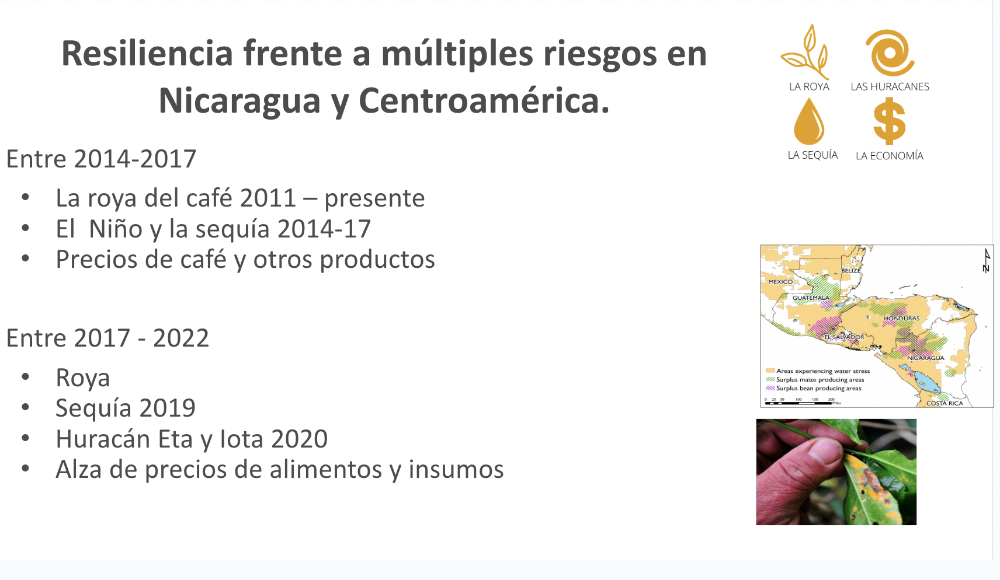 Resiliencia frente a múltiples riesgos en
Nicaragua y Centroamérica.
LA ROYA
LAS HURACANES
LA SEQUÍA
LA ECONOMÍA
Entre 2014-2017
• La roya del café 2011 – presente
• El  Niño y la sequía 2014-17
• Precios de café y otros productos
Entre 2017 - 2022
• Roya
• Sequía 2019
• Huracán Eta y Iota 2020
• Alza de precios de alimentos y insumos
N
BELIZE
MEXICO
GUATEMALA
HONDURAS
EL SALVADOR
NICARAGUA
Areas experiencing water stress
Surplus maize producing areas
Surplus bean producing areas
0 25 50 100 150 200
Miles
COSTA RICA